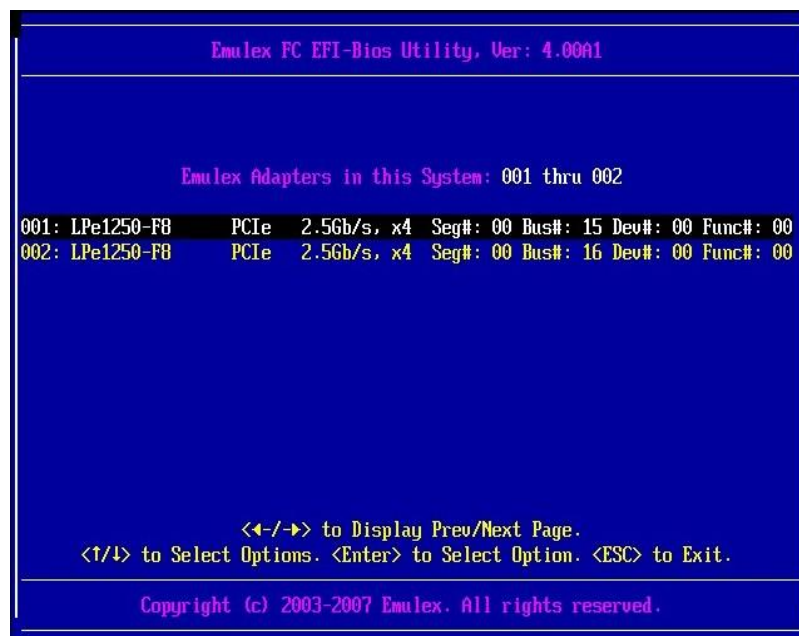 Emulex FC EFI-Bios Utility, Ver: 4.00A1
Emulex Adapters in this System: 001 thru 002
001: LPe1250-F8 PCIe 2.5Gb/s, x4 Seg#: 00 Bus#: 15 Dev#: 00 Func#: 00
002: LPe1250-F8 PCIe 2.5Gb/s, x4 Seg#: 00 Bus#: 16 Dev#: 00 Func#: 00
<◄-/-►> to Display Prev/Next Page.
<↑/↓> to Select Options. <Enter> to Select Option. <ESC> to Exit.
Copyright (c) 2003-2007 Emulex. All rights reserved.